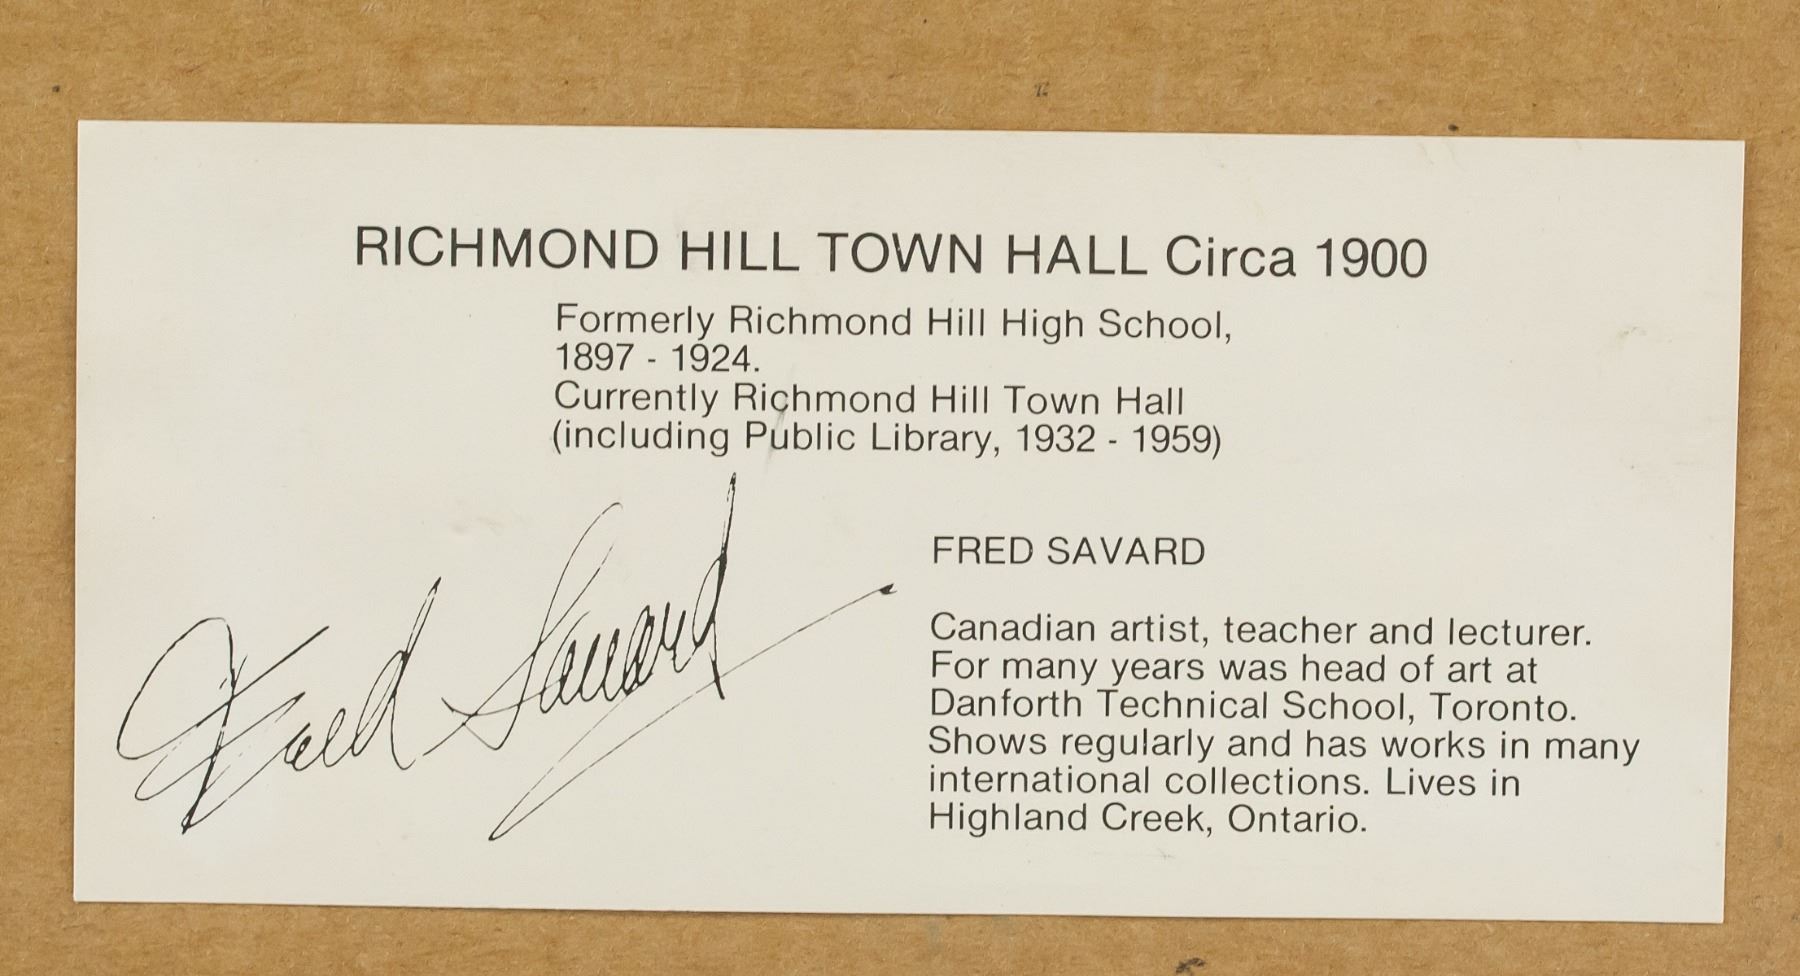 RICHMOND HILL TOWN HALL Circa 1900
Formerly Richmond Hill High School,
1897 - 1924.
Currently Richmond Hill Town Hall
(including Public Library, 1932 - 1959)
Fred Savard
FRED SAVARD
Canadian artist, teacher and lecturer.
For many years was head of art at
Danforth Technical School, Toronto.
Shows regularly and has works in many
international collections. Lives in
Highland Creek, Ontario.